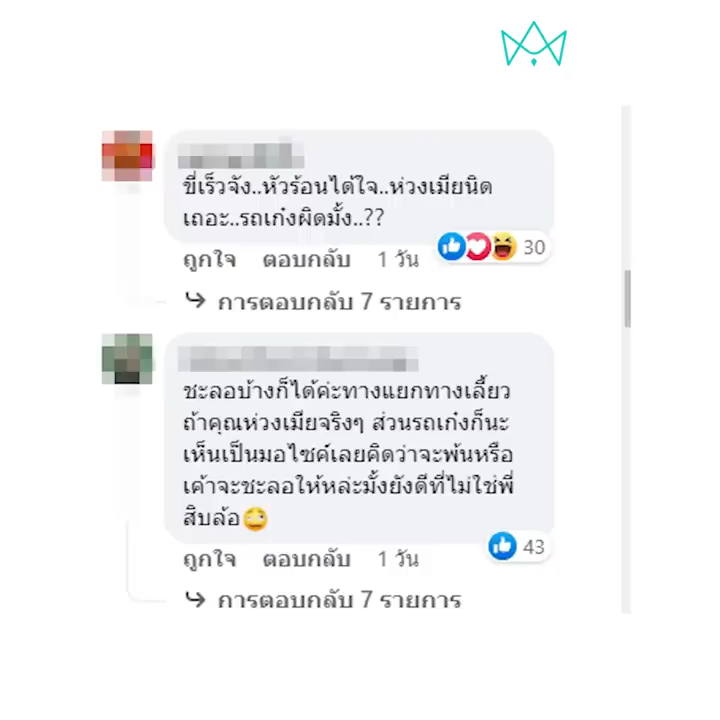 ขี่เร็วจัง..หัวร้อนได้ใจ..ห่วงเมียนิด
เถอะ..รถเก๋งผิดมั้ง..??
30
ถูกใจ ตอบกลับ 1 วัน
การตอบกลับ 7 รายการ
ชะลอบ้างก็ได้ค่ะทางแยกทางเลี้ยว
ถ้าคุณห่วงเมียจริงๆ ส่วนรถเก๋งก็นะ
เห็นเป็นมอไซค์เลยคิดว่าจะพ้นหรือ
เค้าจะชะลอให้หล่ะมั้งยังดีที่ไม่ใช่พี่
สิบล้อ
43
ถูกใจ ตอบกลับ 1 วัน
การตอบกลับ 7 รายการ